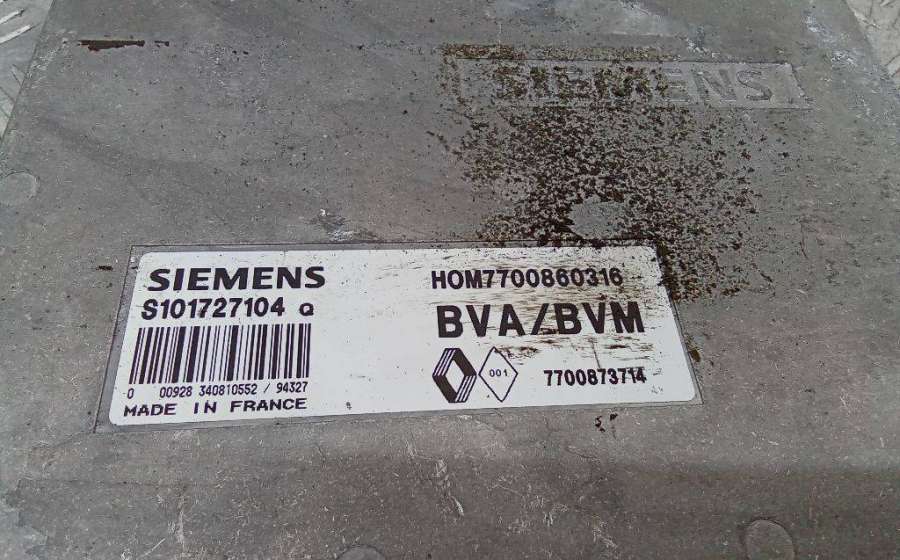 SIEMENS
SIEMENS
S101727104 Q
0 00928 340810552 / 94327
MADE IN FRANCE
HOM7700860316
BVA/BVM
001
7700873714